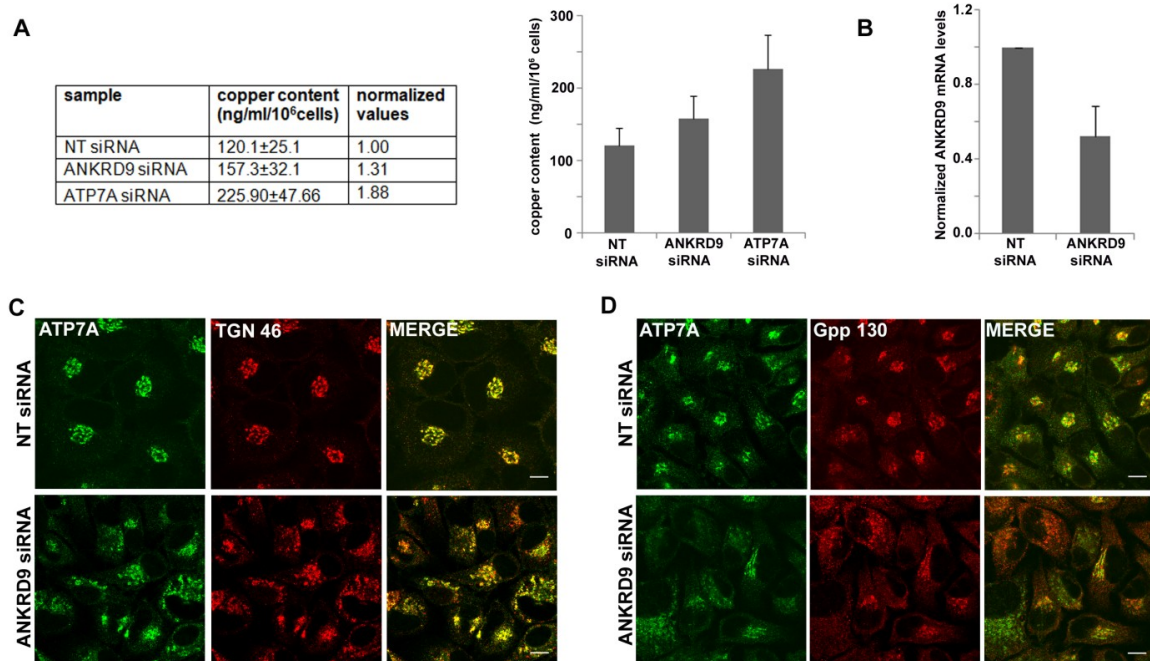 A
sample copper content (ng/ml/10⁶cells) normalized values
NT siRNA 120.1±25.1 1.00
ANKRD9 siRNA 157.3±32.1 1.31
ATP7A siRNA 225.90±47.66 1.88
copper content (ng/ml/10⁶ cells)
300
200
150
100
50
0
NT siRNA
ANKRD9 siRNA
ATP7A siRNA
B
Normalized ANKRD9 mRNA levels
1.2
0.8
0.4
0.0
NT siRNA
ANKRD9 siRNA
C
ATP7A TGN 46 MERGE
NT siRNA
ANKRD9 siRNA
D
ATP7A Gpp 130 MERGE
NT siRNA
ANKRD9 siRNA